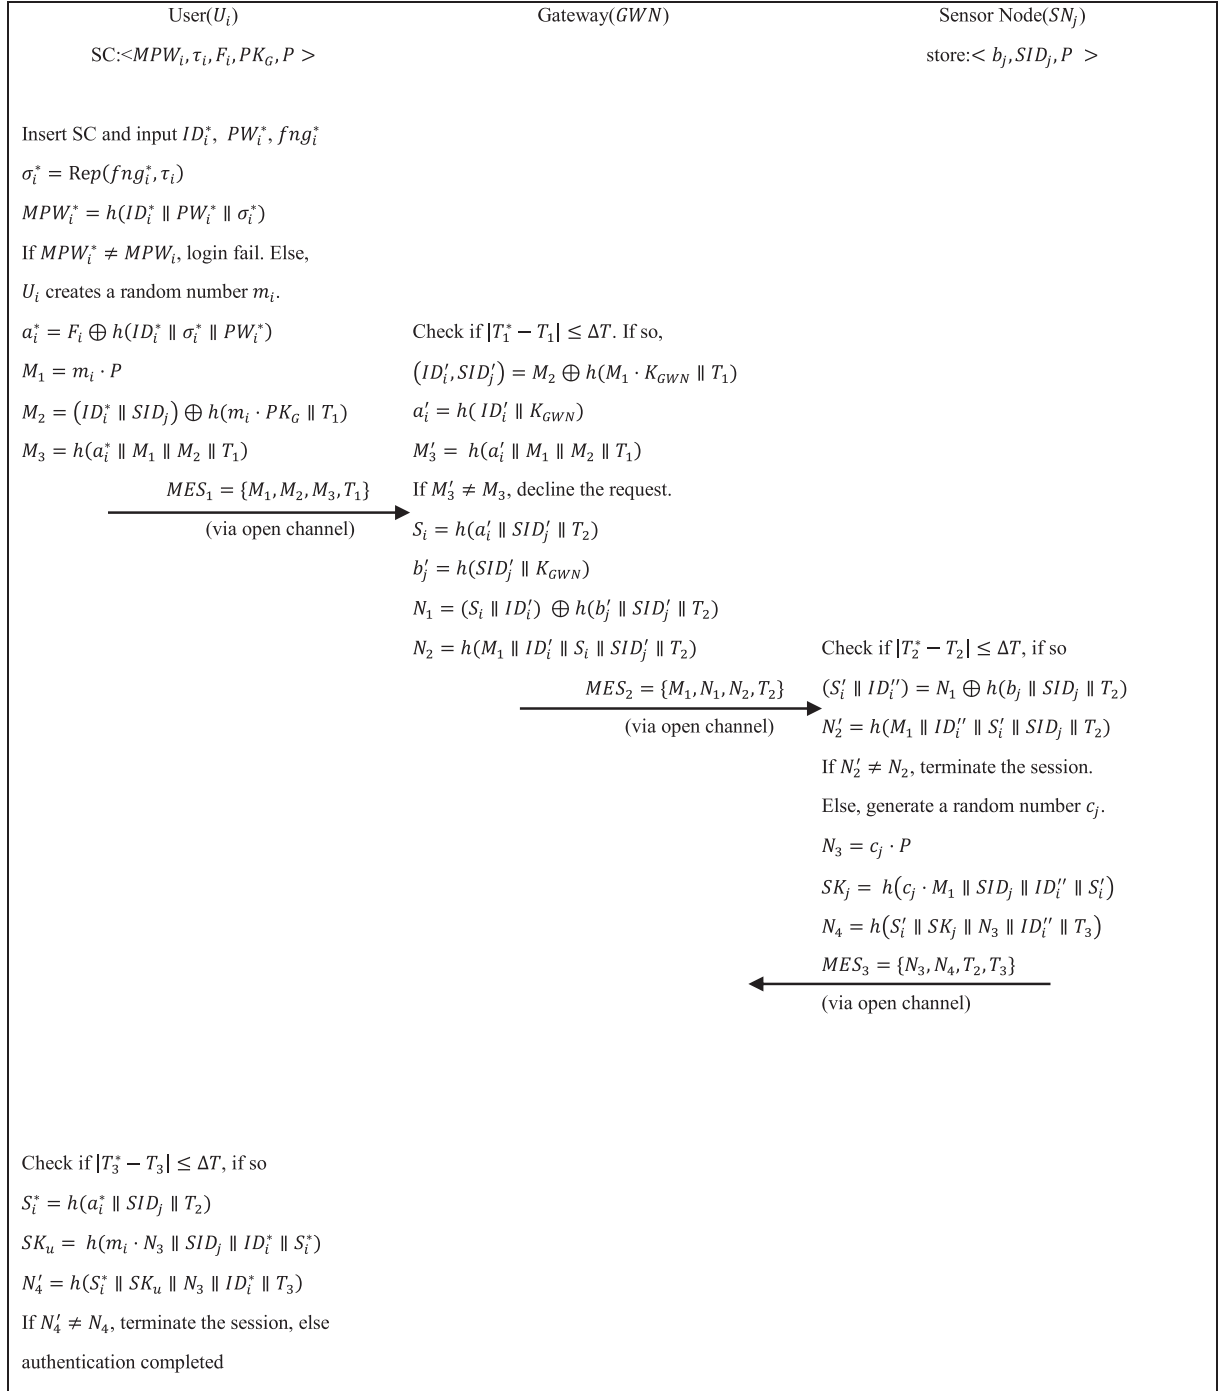 User(𝑈ᵢ)
Gateway(𝐺𝑊𝑁)
Sensor Node(𝑆𝑁ⱼ)
SC:<𝑀𝑃𝑊ᵢ, τᵢ, Fᵢ, PK_G, P >
store:< bⱼ, SIDⱼ, P >
Insert SC and input ID_i^*, PW_i^*, fng_i^*
σ_i^* = Rep(fng_i^*, τ_i)
MPW_i^* = h(ID_i^* ∥ PW_i^* ∥ σ_i^*)
If MPW_i^* ≠ MPW_i, login fail. Else,
U_i creates a random number m_i.
a_i^* = F_i ⊕ h(ID_i^* ∥ σ_i^* ∥ PW_i^*)
M_1 = m_i · P
M_2 = (ID_i^* ∥ SID_j) ⊕ h(m_i · PK_G ∥ T_1)
M_3 = h(a_i^* ∥ M_1 ∥ M_2 ∥ T_1)
MES_1 = {M_1, M_2, M_3, T_1}
(via open channel)
Check if |T_1^* − T_1| ≤ ΔT. If so,
(ID_i', SID_j') = M_2 ⊕ h(M_1 · K_GWN ∥ T_1)
a_i' = h( ID_i' ∥ K_GWN)
M_3' = h(a_i' ∥ M_1 ∥ M_2 ∥ T_1)
If M_3' ≠ M_3, decline the request.
S_i = h(a_i' ∥ SID_j' ∥ T_2)
b_j' = h(SID_j' ∥ K_GWN)
N_1 = (S_i ∥ ID_i') ⊕ h(b_j' ∥ SID_j' ∥ T_2)
N_2 = h(M_1 ∥ ID_i' ∥ S_i ∥ SID_j' ∥ T_2)
MES_2 = {M_1, N_1, N_2, T_2}
(via open channel)
Check if |T_2^* − T_2| ≤ ΔT, if so
(S_i' ∥ ID_i'') = N_1 ⊕ h(b_j ∥ SID_j ∥ T_2)
N_2' = h(M_1 ∥ ID_i'' ∥ S_i' ∥ SID_j ∥ T_2)
If N_2' ≠ N_2, terminate the session.
Else, generate a random number c_j.
N_3 = c_j · P
SK_j = h(c_j · M_1 ∥ SID_j ∥ ID_i'' ∥ S_i')
N_4 = h(S_i' ∥ SK_j ∥ N_3 ∥ ID_i'' ∥ T_3)
MES_3 = {N_3, N_4, T_2, T_3}
(via open channel)
Check if |T_3^* − T_3| ≤ ΔT, if so
S_i^* = h(a_i^* ∥ SID_j ∥ T_2)
SK_u = h(m_i · N_3 ∥ SID_j ∥ ID_i^* ∥ S_i^*)
N_4' = h(S_i^* ∥ SK_u ∥ N_3 ∥ ID_i^* ∥ T_3)
If N_4' ≠ N_4, terminate the session, else
authentication completed